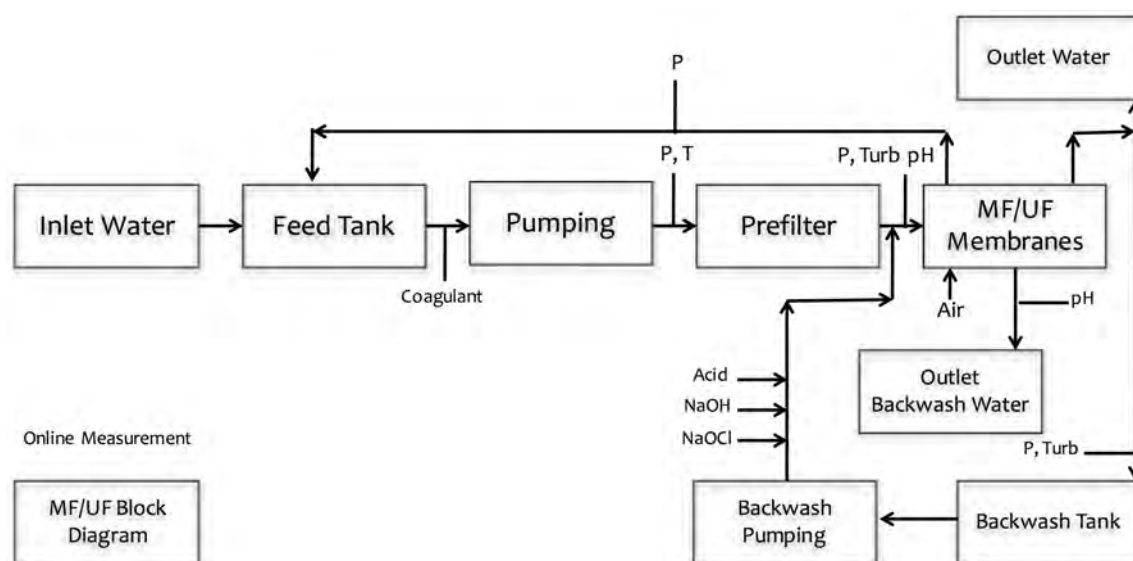 Outlet Water
P
P, T
P, Turb pH
Inlet Water
Feed Tank
Pumping
Prefilter
MF/UF
Membranes
Coagulant
Air
pH
Acid
NaOH
NaOCl
Outlet
Backwash Water
Online Measurement
P, Turb
MF/UF Block
Diagram
Backwash
Pumping
Backwash Tank